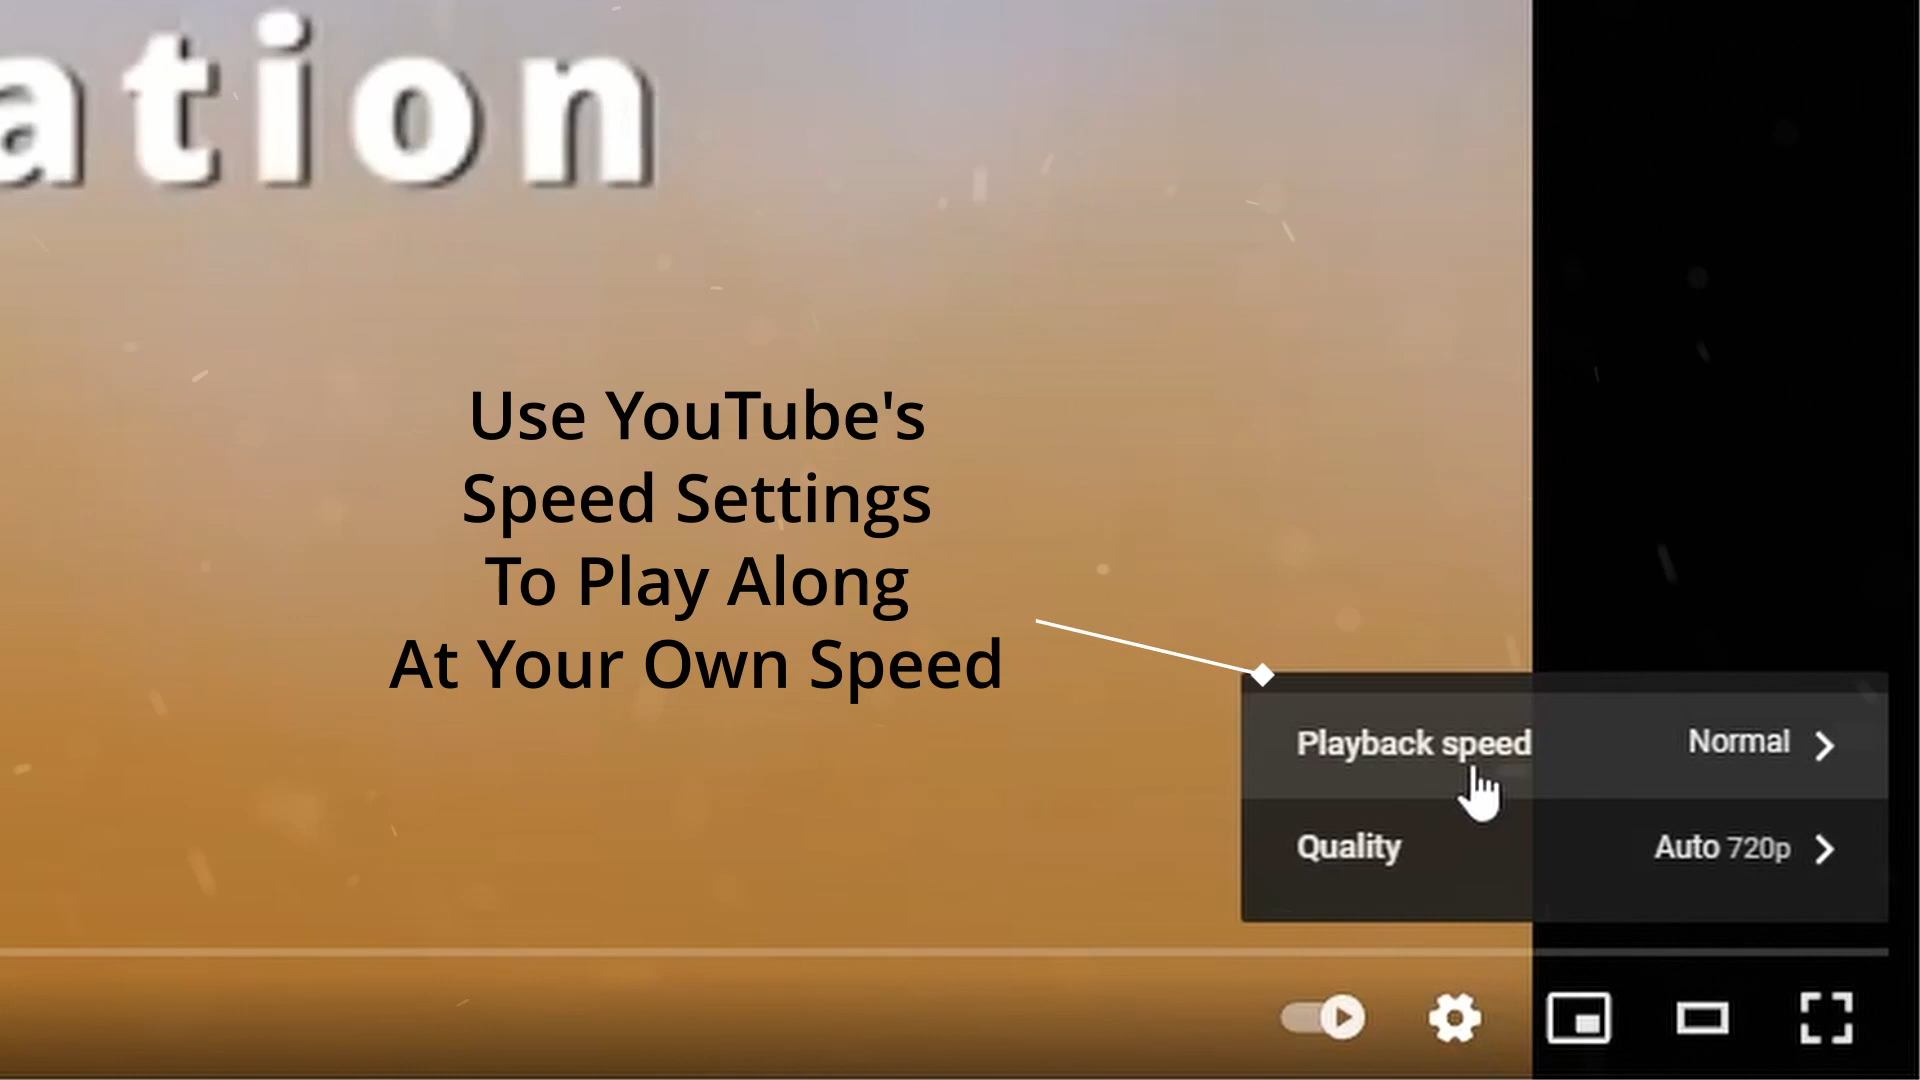 ation
Use YouTube's
Speed Settings
To Play Along
At Your Own Speed
Playback speed Normal
Quality Auto 720p